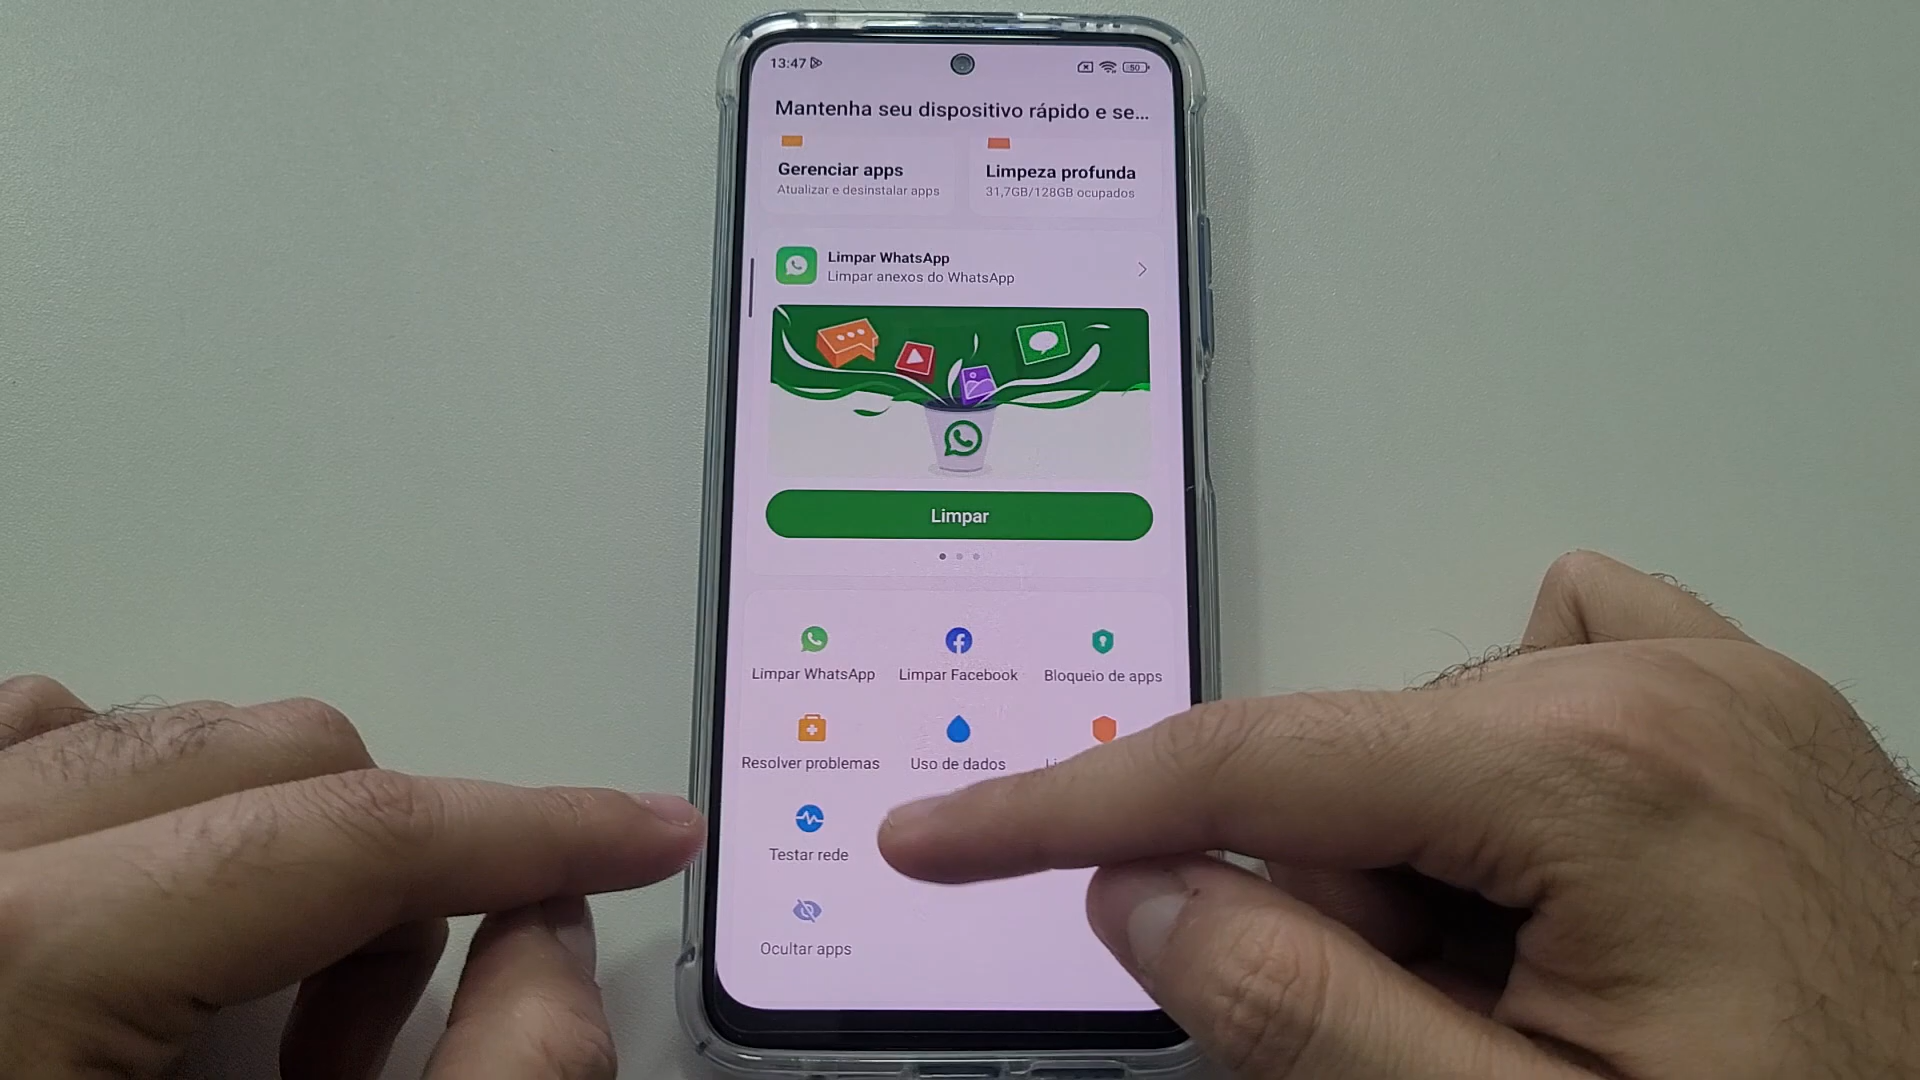 13:47
50
Mantenha seu dispositivo rápido e se...
Gerenciar apps
Atualizar e desinstalar apps
Limpeza profunda
31,7GB/128GB ocupados
Limpar WhatsApp
Limpar anexos do WhatsApp
Limpar
Limpar WhatsApp
Limpar Facebook
Bloqueio de apps
Resolver problemas
Uso de dados
Testar rede
Ocultar apps